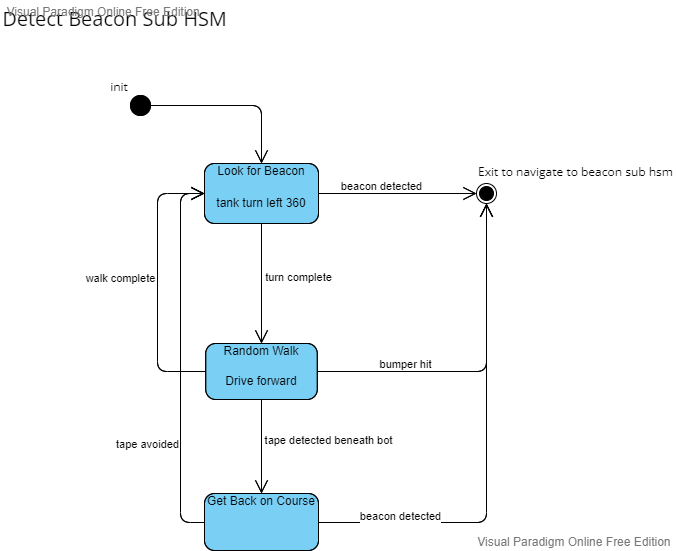 Visual Paradigm Online Free Edition
Detect Beacon Sub HSM
init
Exit to navigate to beacon sub hsm
Look for Beacon
beacon detected
tank turn left 360
walk complete
turn complete
Random Walk
bumper hit
Drive forward
tape avoided
tape detected beneath bot
Get Back on Course
beacon detected
Visual Paradigm Online Free Edition